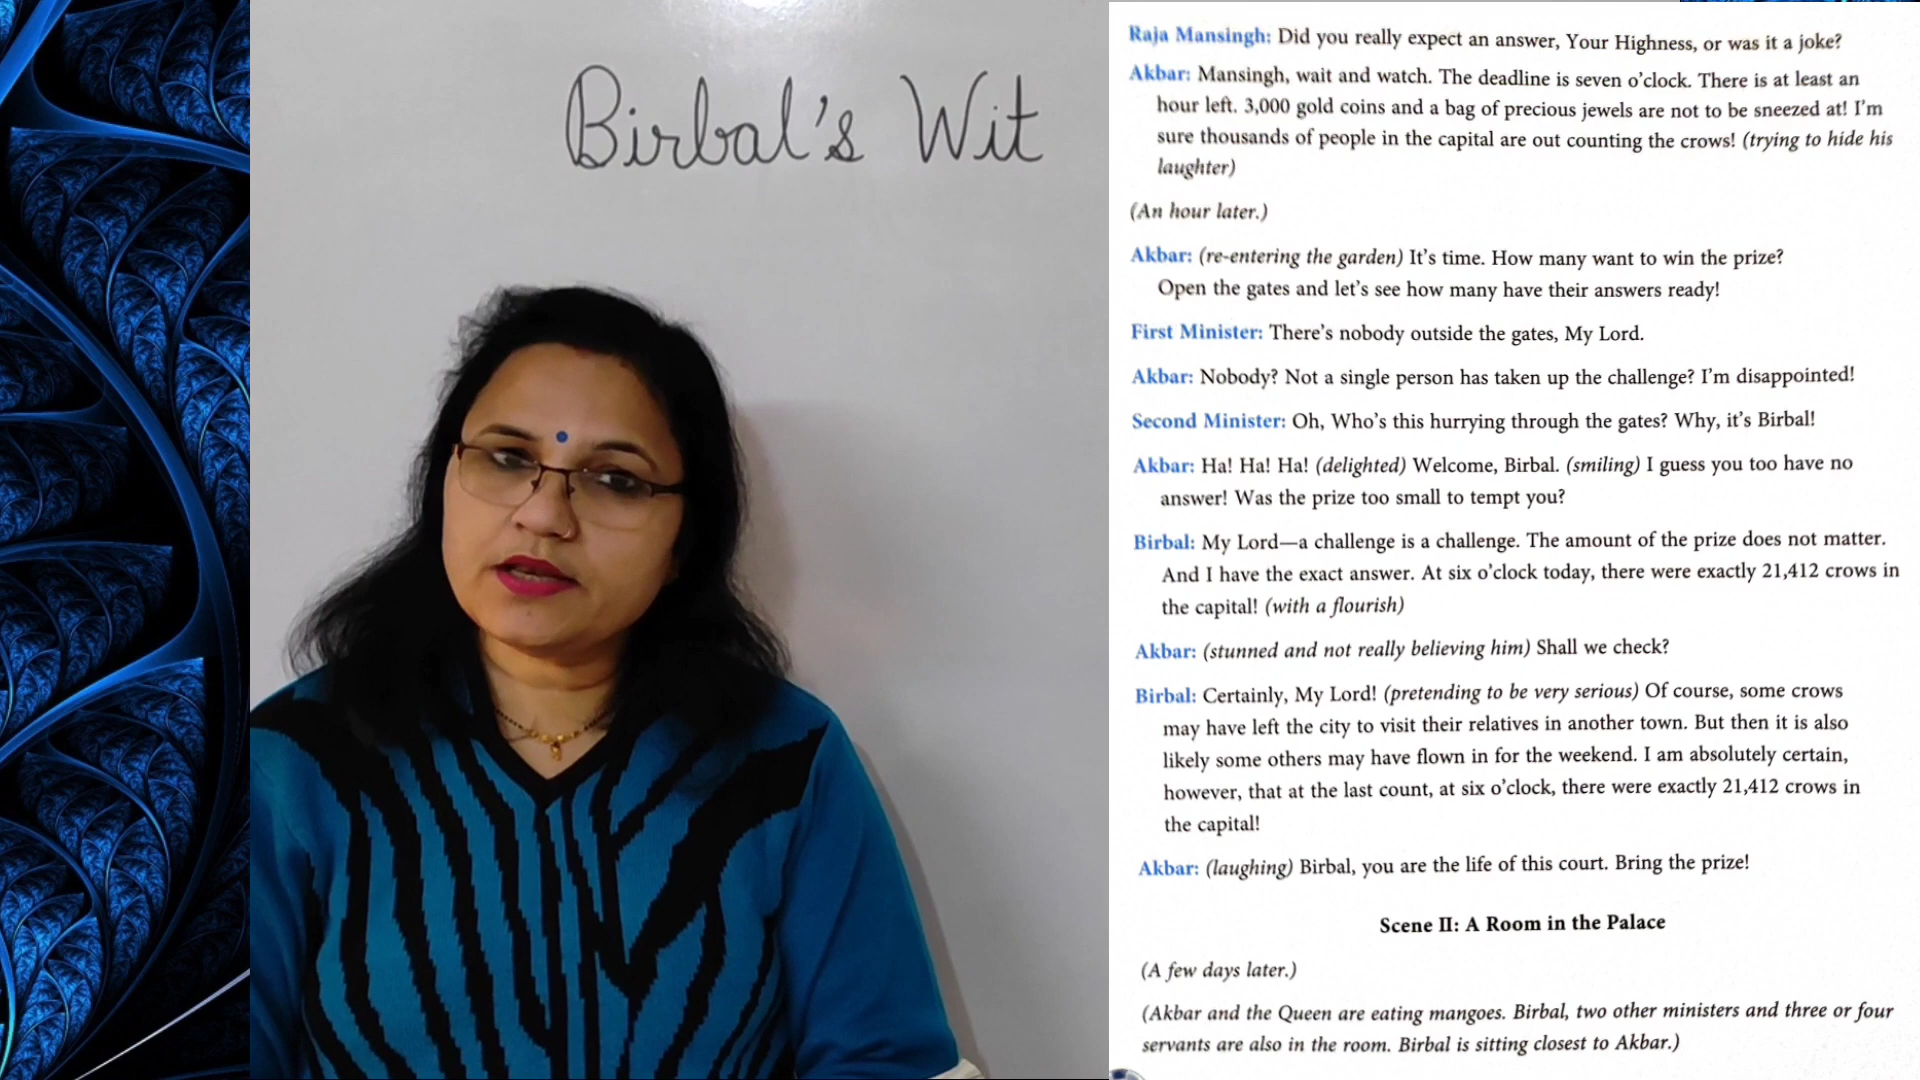 Birbal's Wit
Raja Mansingh: Did you really expect an answer, Your Highness, or was it a joke?
Akbar: Mansingh, wait and watch. The deadline is seven o'clock. There is at least an
hour left. 3,000 gold coins and a bag of precious jewels are not to be sneezed at! I'm
sure thousands of people in the capital are out counting the crows! (trying to hide his
laughter)
(An hour later.)
Akbar: (re-entering the garden) It's time. How many want to win the prize?
Open the gates and let's see how many have their answers ready!
First Minister: There's nobody outside the gates, My Lord.
Akbar: Nobody? Not a single person has taken up the challenge? I'm disappointed!
Second Minister: Oh, Who's this hurrying through the gates? Why, it's Birbal!
Akbar: Ha! Ha! Ha! (delighted) Welcome, Birbal. (smiling) I guess you too have no
answer! Was the prize too small to tempt you?
Birbal: My Lord—a challenge is a challenge. The amount of the prize does not matter.
And I have the exact answer. At six o'clock today, there were exactly 21,412 crows in
the capital! (with a flourish)
Akbar: (stunned and not really believing him) Shall we check?
Birbal: Certainly, My Lord! (pretending to be very serious) Of course, some crows
may have left the city to visit their relatives in another town. But then it is also
likely some others may have flown in for the weekend. I am absolutely certain,
however, that at the last count, at six o'clock, there were exactly 21,412 crows in
the capital!
Akbar: (laughing) Birbal, you are the life of this court. Bring the prize!
Scene II: A Room in the Palace
(A few days later.)
(Akbar and the Queen are eating mangoes. Birbal, two other ministers and three or four
servants are also in the room. Birbal is sitting closest to Akbar.)